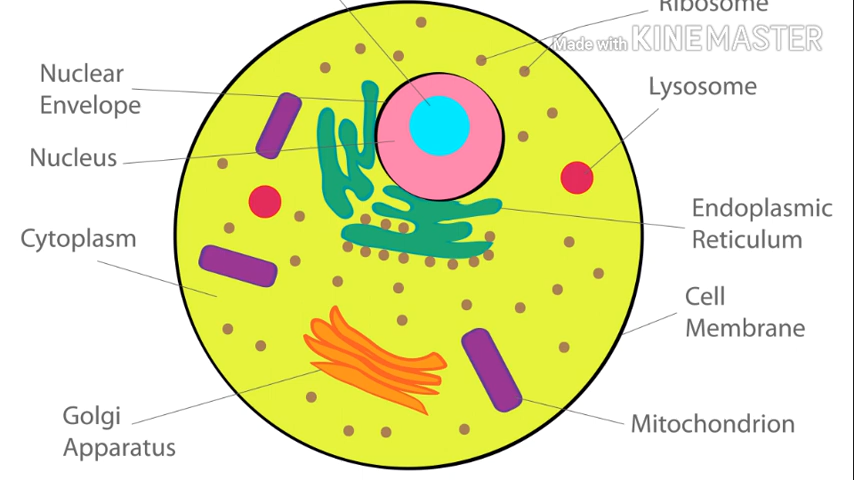 Ribosome
Made with KINEMASTER
Nuclear
Envelope
Lysosome
Nucleus
Endoplasmic
Reticulum
Cytoplasm
Cell
Membrane
Golgi
Apparatus
Mitochondrion